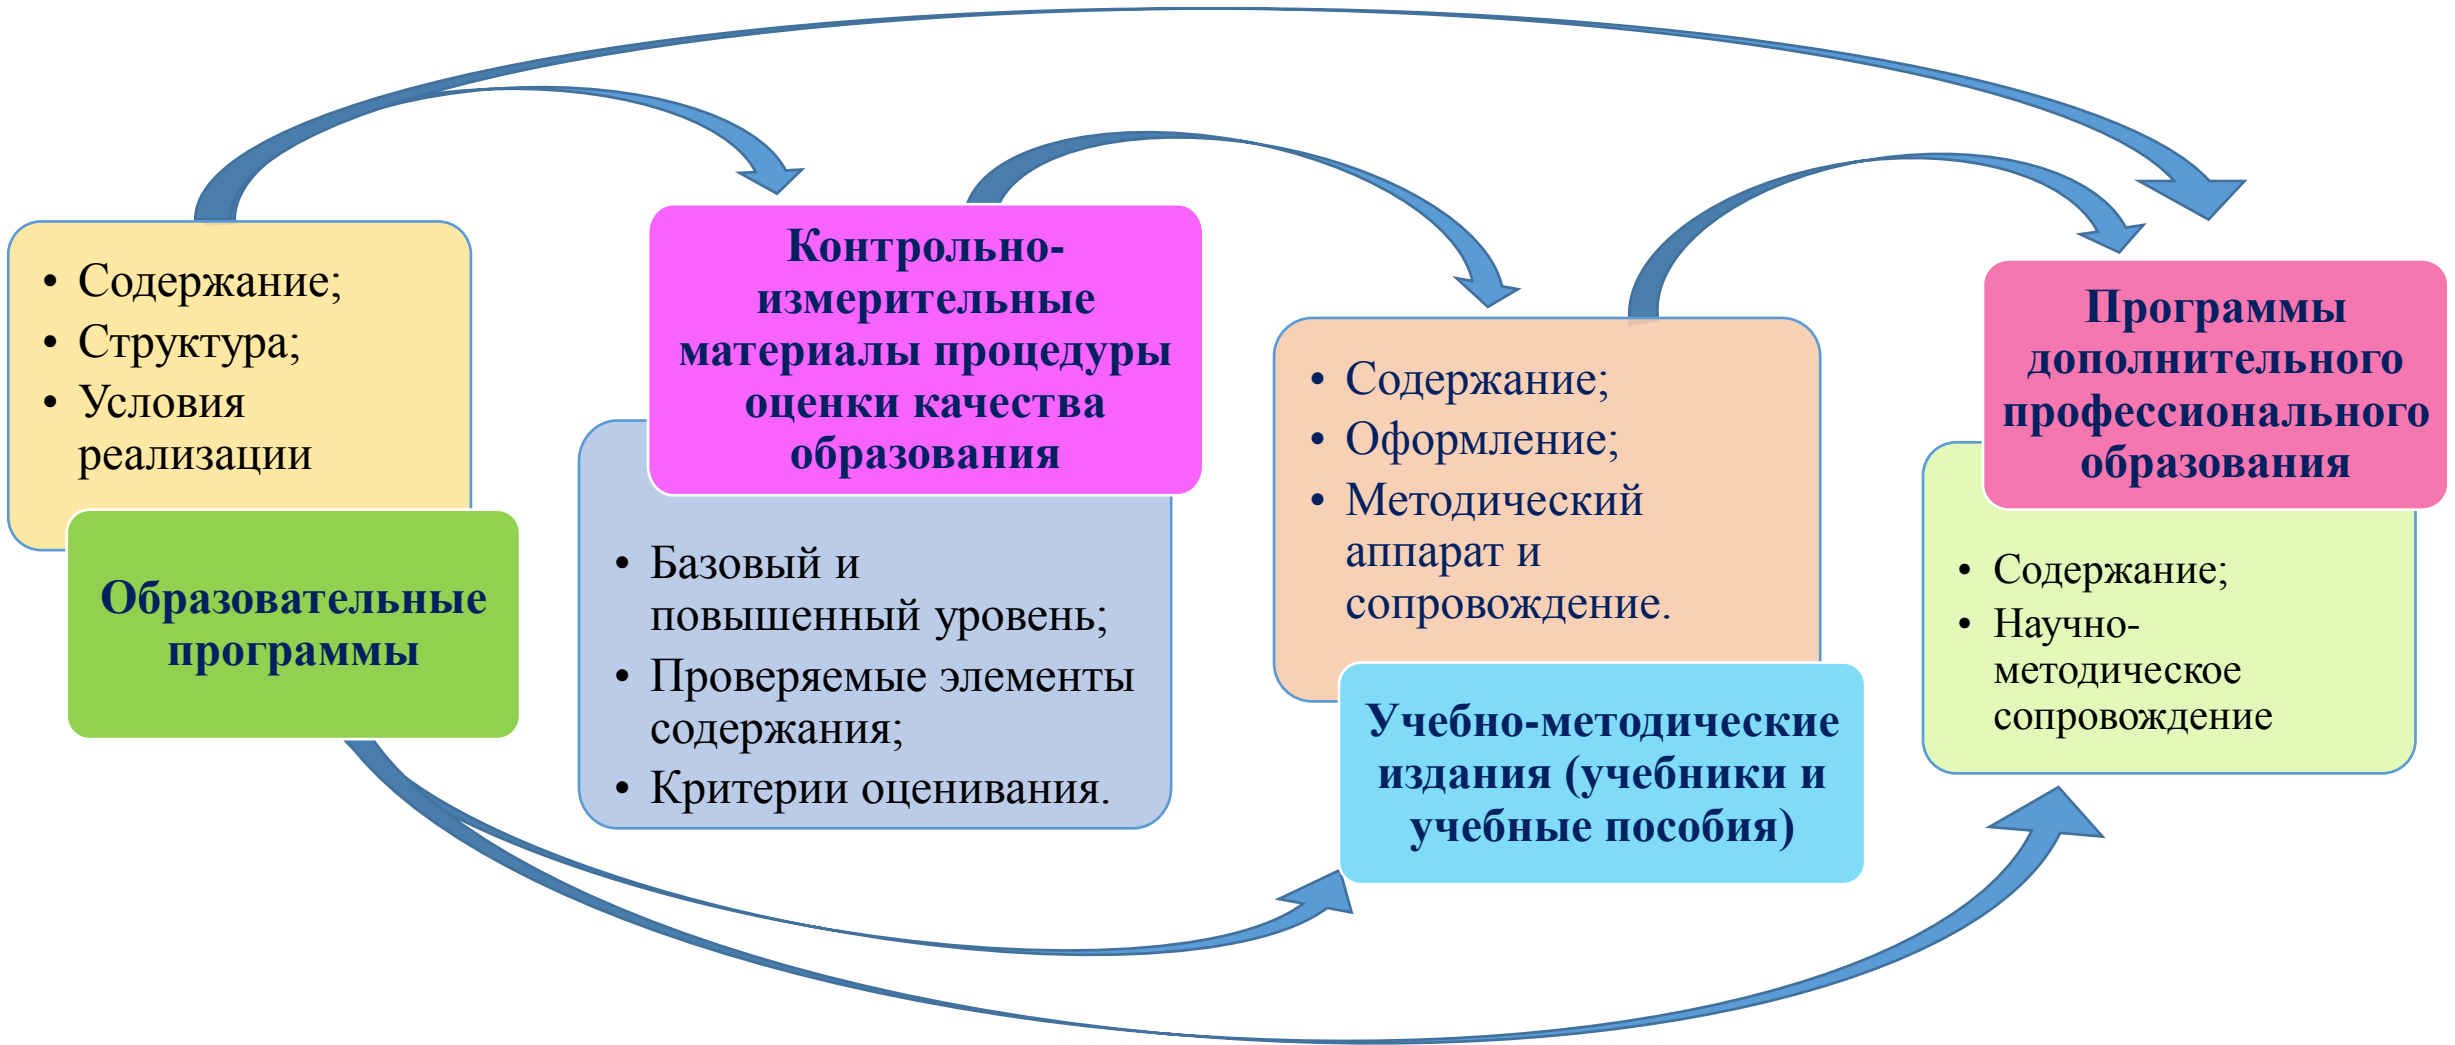 • Содержание;
• Структура;
• Условия
реализации
Образовательные
программы
Контрольно-
измерительные
материалы процедуры
оценки качества
образования
• Базовый и
повышенный уровень;
• Проверяемые элементы
содержания;
• Критерии оценивания.
• Содержание;
• Оформление;
• Методический
аппарат и
сопровождение.
Учебно-методические
издания (учебники и
учебные пособия)
Программы
дополнительного
профессионального
образования
• Содержание;
• Научно-
методическое
сопровождение